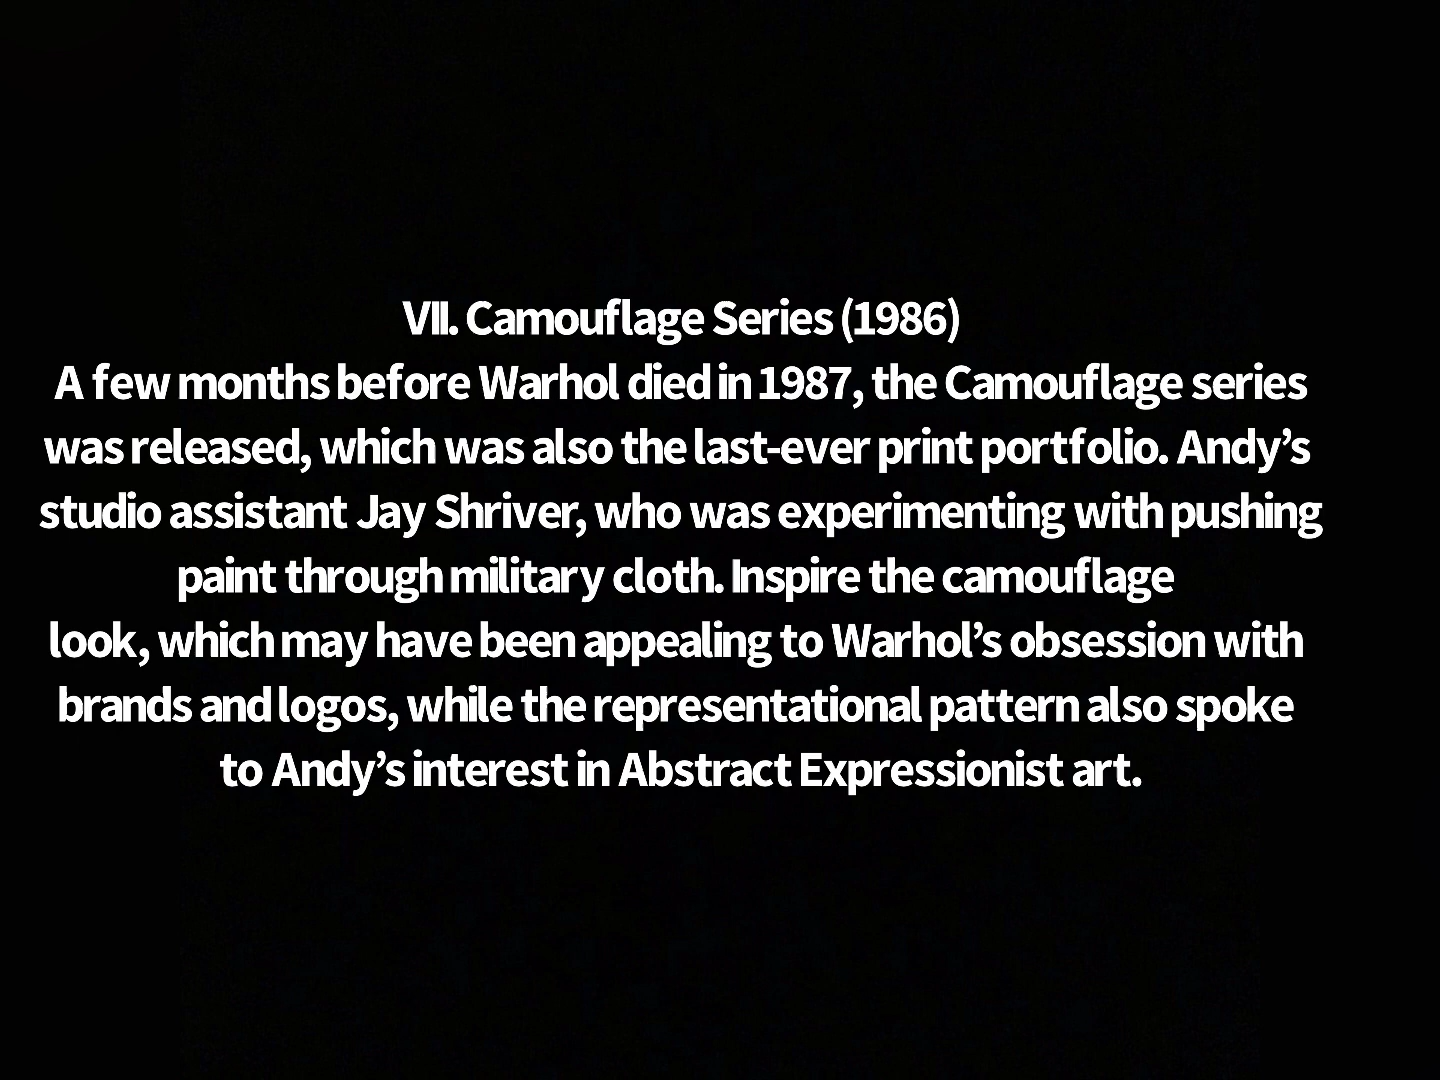 VII. Camouflage Series (1986)
A few months before Warhol died in 1987, the Camouflage series
was released, which was also the last-ever print portfolio. Andy’s
studio assistant Jay Shriver, who was experimenting with pushing
paint through military cloth. Inspire the camouflage
look, which may have been appealing to Warhol’s obsession with
brands and logos, while the representational pattern also spoke
to Andy’s interest in Abstract Expressionist art.